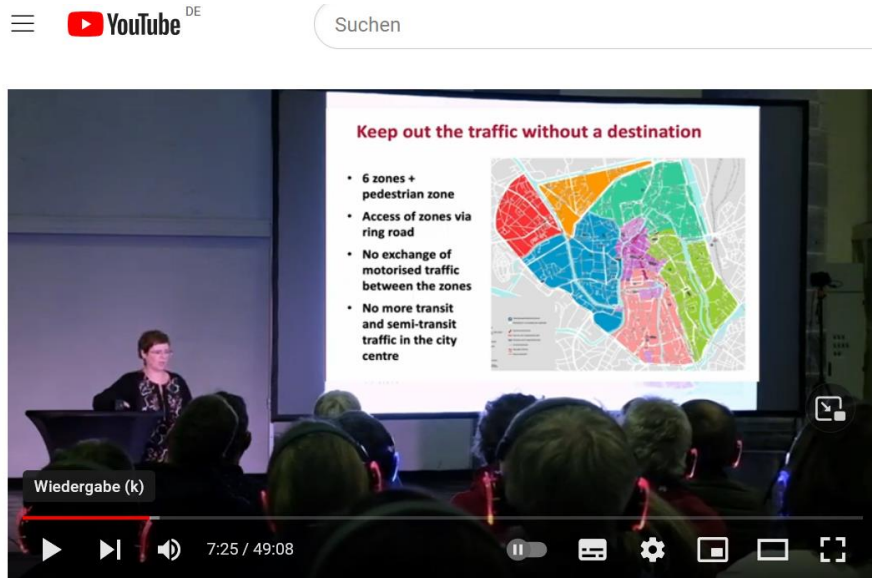 YouTube DE
Suchen
Keep out the traffic without a destination
• 6 zones +
pedestrian zone
• Access of zones via
ring road
• No exchange of
motorised traffic
between the zones
• No more transit
and semi-transit
traffic in the city
centre
Wiedergabe (k)
7:25 / 49:08